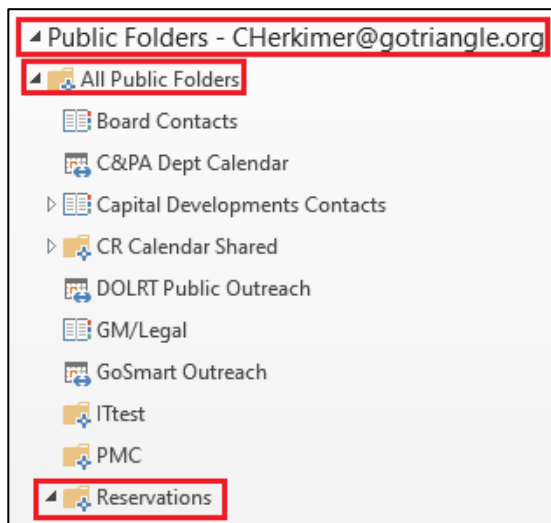 Public Folders - CHerkimer@gotriangle.org
All Public Folders
Board Contacts
C&PA Dept Calendar
Capital Developments Contacts
CR Calendar Shared
DOLRT Public Outreach
GM/Legal
GoSmart Outreach
ITtest
PMC
Reservations